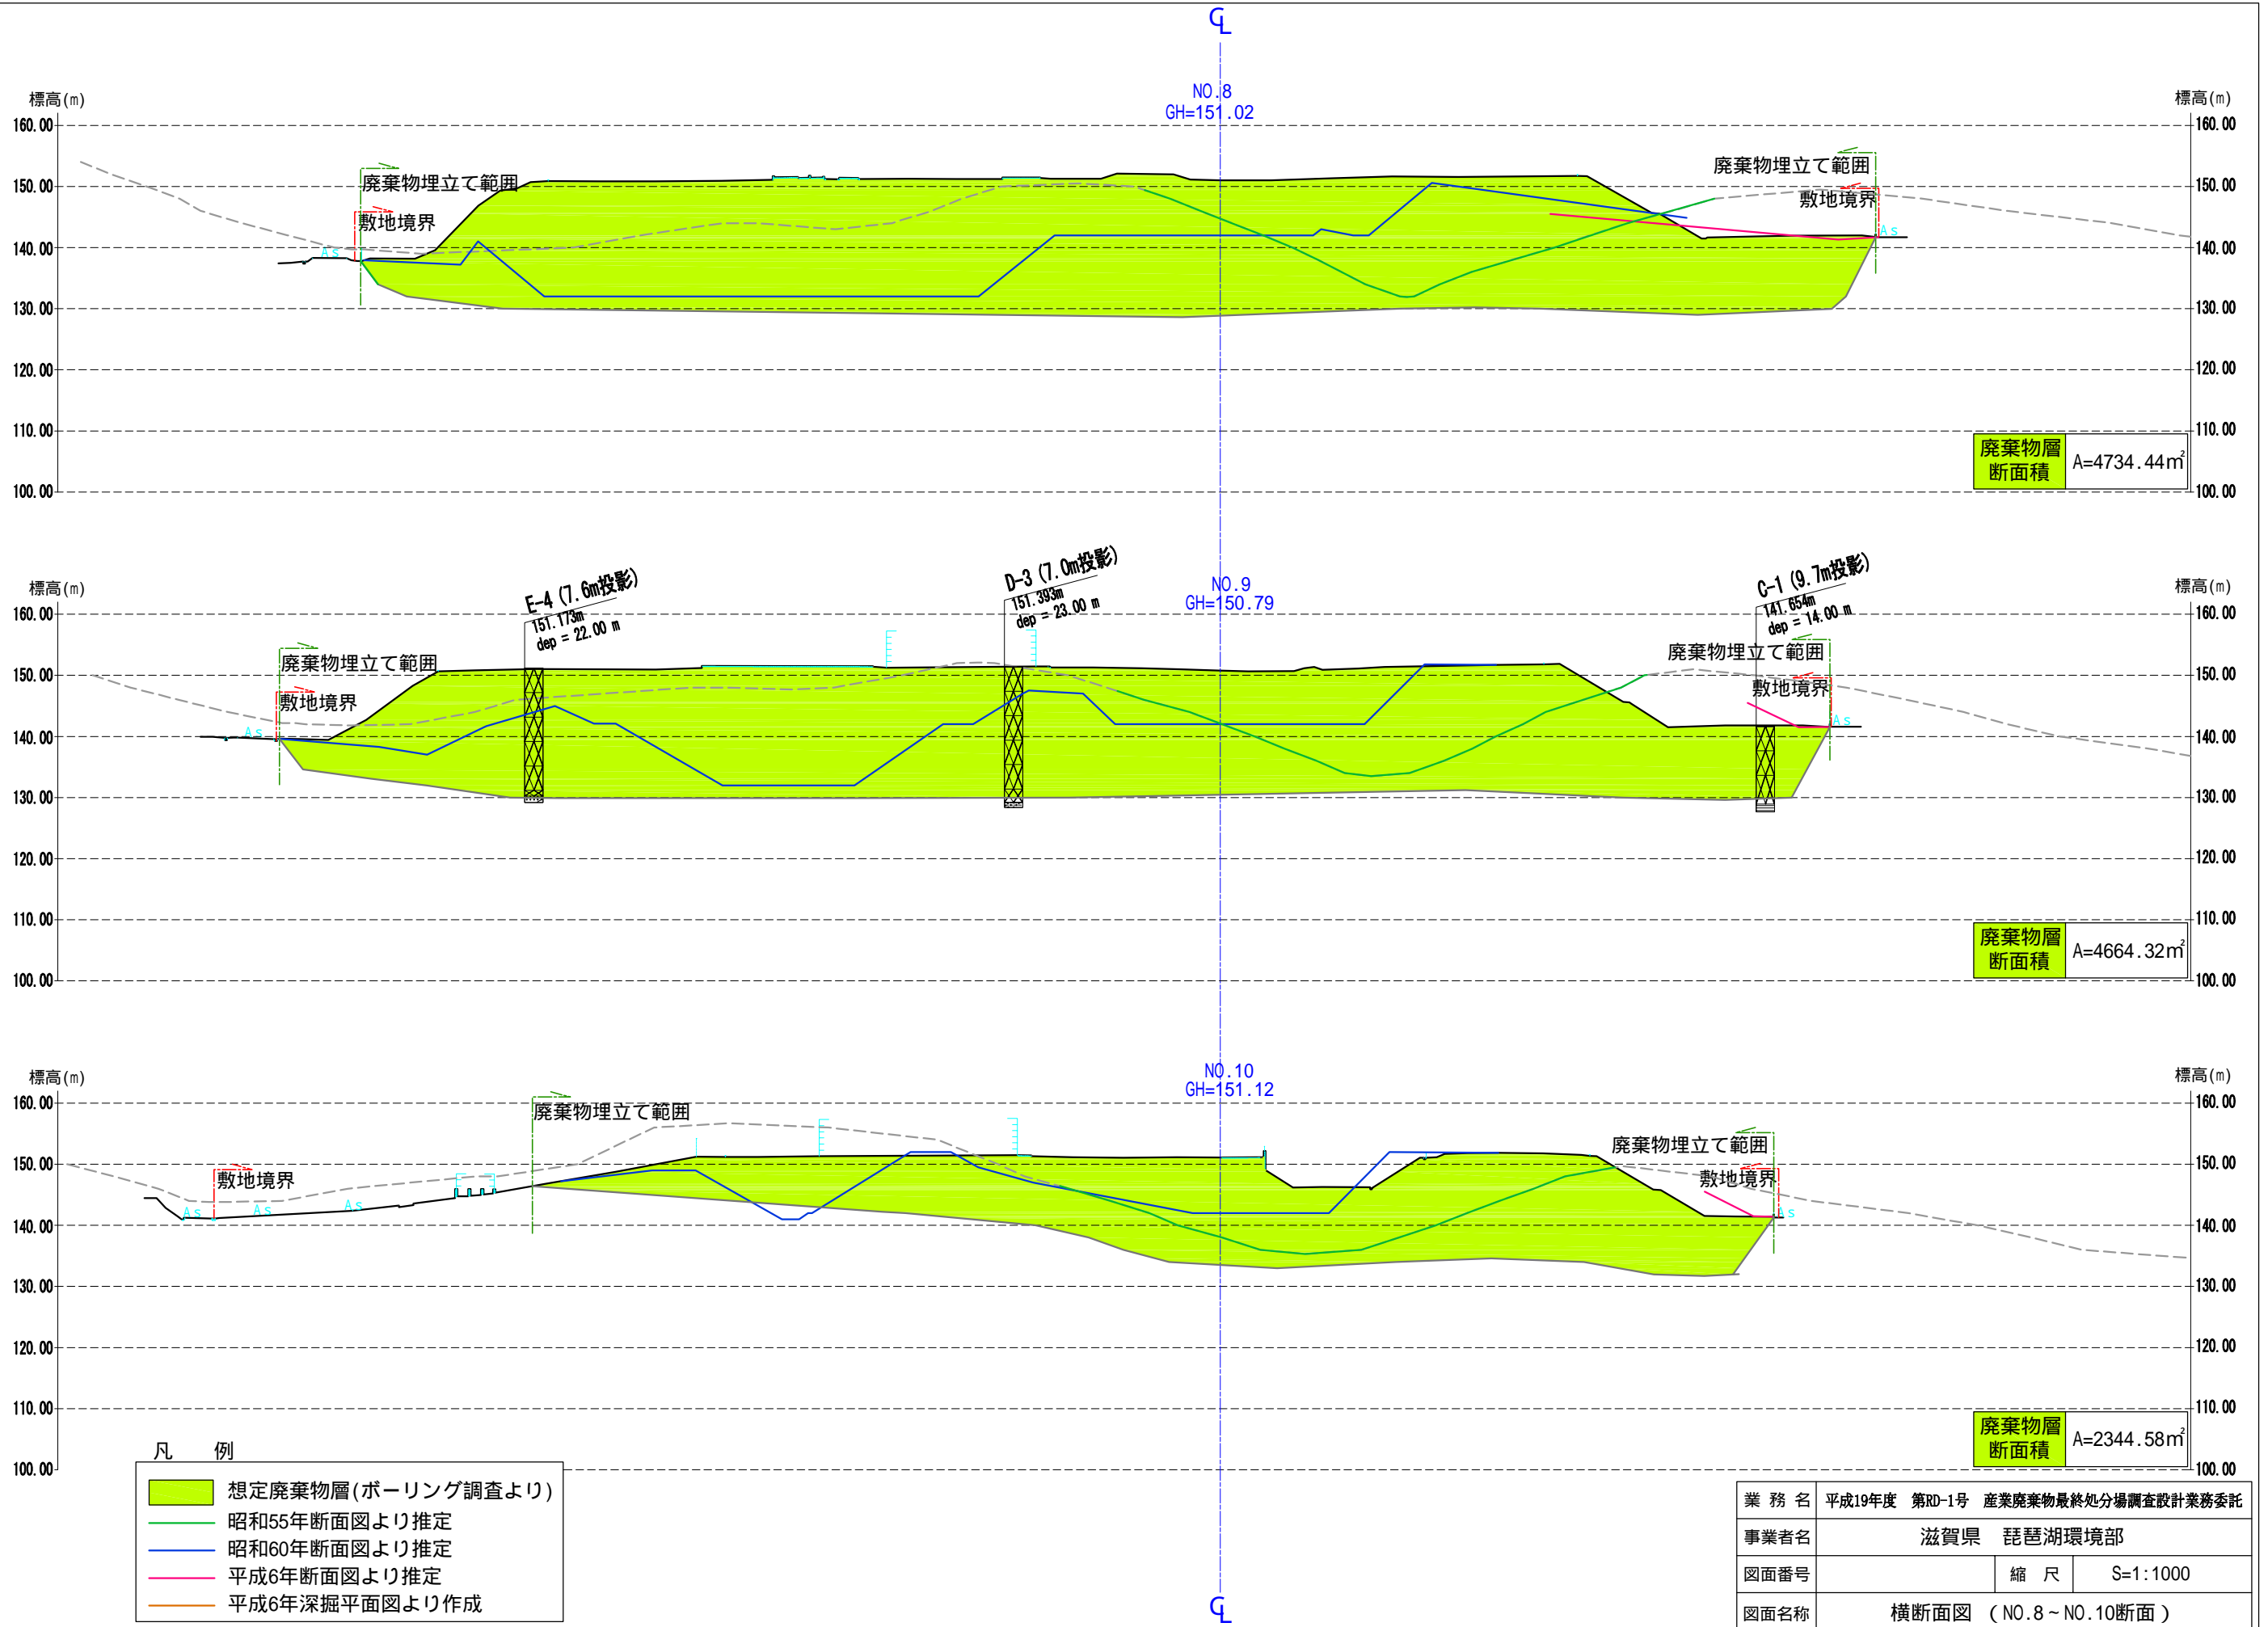 CL
NO.8
GH=151.02
標高(m)
標高(m)
160.00
160.00
150.00
150.00
140.00
140.00
130.00
130.00
120.00
120.00
110.00
110.00
100.00
100.00
廃棄物埋立て範囲
敷地境界
As
廃棄物埋立て範囲
敷地境界
As
廃棄物層
断面積
A=4734.44㎡
NO.9
GH=150.79
標高(m)
標高(m)
160.00
160.00
150.00
150.00
140.00
140.00
130.00
130.00
120.00
120.00
110.00
110.00
100.00
100.00
E-4 (7.6m投影)
151.173m
dep = 22.00 m
D-3 (7.0m投影)
151.393m
dep = 23.00 m
C-1 (9.7m投影)
141.654m
dep = 14.00 m
廃棄物埋立て範囲
敷地境界
As
廃棄物埋立て範囲
敷地境界
As
廃棄物層
断面積
A=4664.32㎡
NO.10
GH=151.12
標高(m)
標高(m)
160.00
160.00
150.00
150.00
140.00
140.00
130.00
130.00
120.00
120.00
110.00
110.00
100.00
100.00
廃棄物埋立て範囲
敷地境界
As
As
As
廃棄物埋立て範囲
敷地境界
As
廃棄物層
断面積
A=2344.58㎡
凡 例
想定廃棄物層(ボーリング調査より)
昭和55年断面図より推定
昭和60年断面図より推定
平成6年断面図より推定
平成6年深掘平面図より作成
CL
業 務 名 平成19年度 第RD-1号 産業廃棄物最終処分場調査設計業務委託
事業者名 滋賀県 琵琶湖環境部
図面番号 縮 尺 S=1:1000
図面名称 横断面図 (NO.8~NO.10断面)